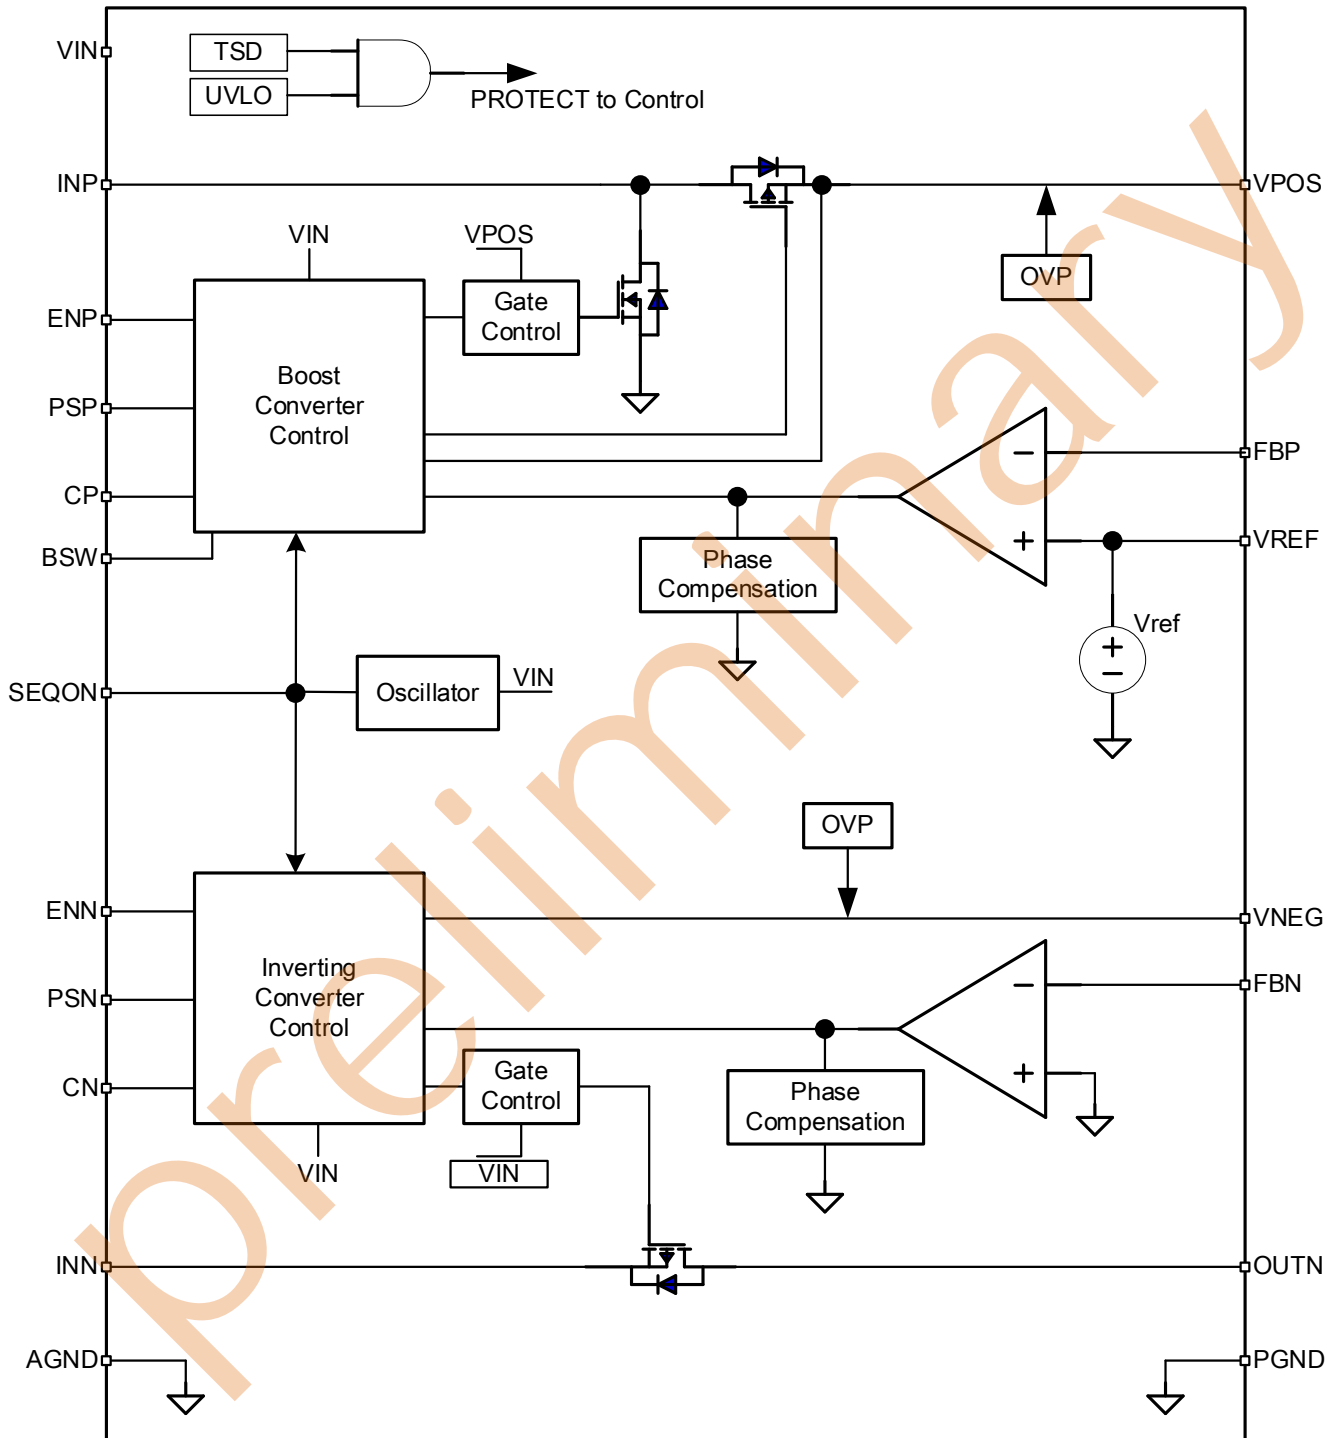 VIN
TSD
UVLO
PROTECT to Control
INP
VPOS
VIN
VPOS
OVP
ENP
Gate
Control
Boost
Converter
Control
PSP
FBP
CP
BSW
Phase
Compensation
VREF
Vref
SEQON
Oscillator
VIN
OVP
ENN
VNEG
Inverting
Converter
Control
PSN
FBN
CN
Gate
Control
Phase
Compensation
VIN
VIN
INN
OUTN
AGND
PGND
preliminary